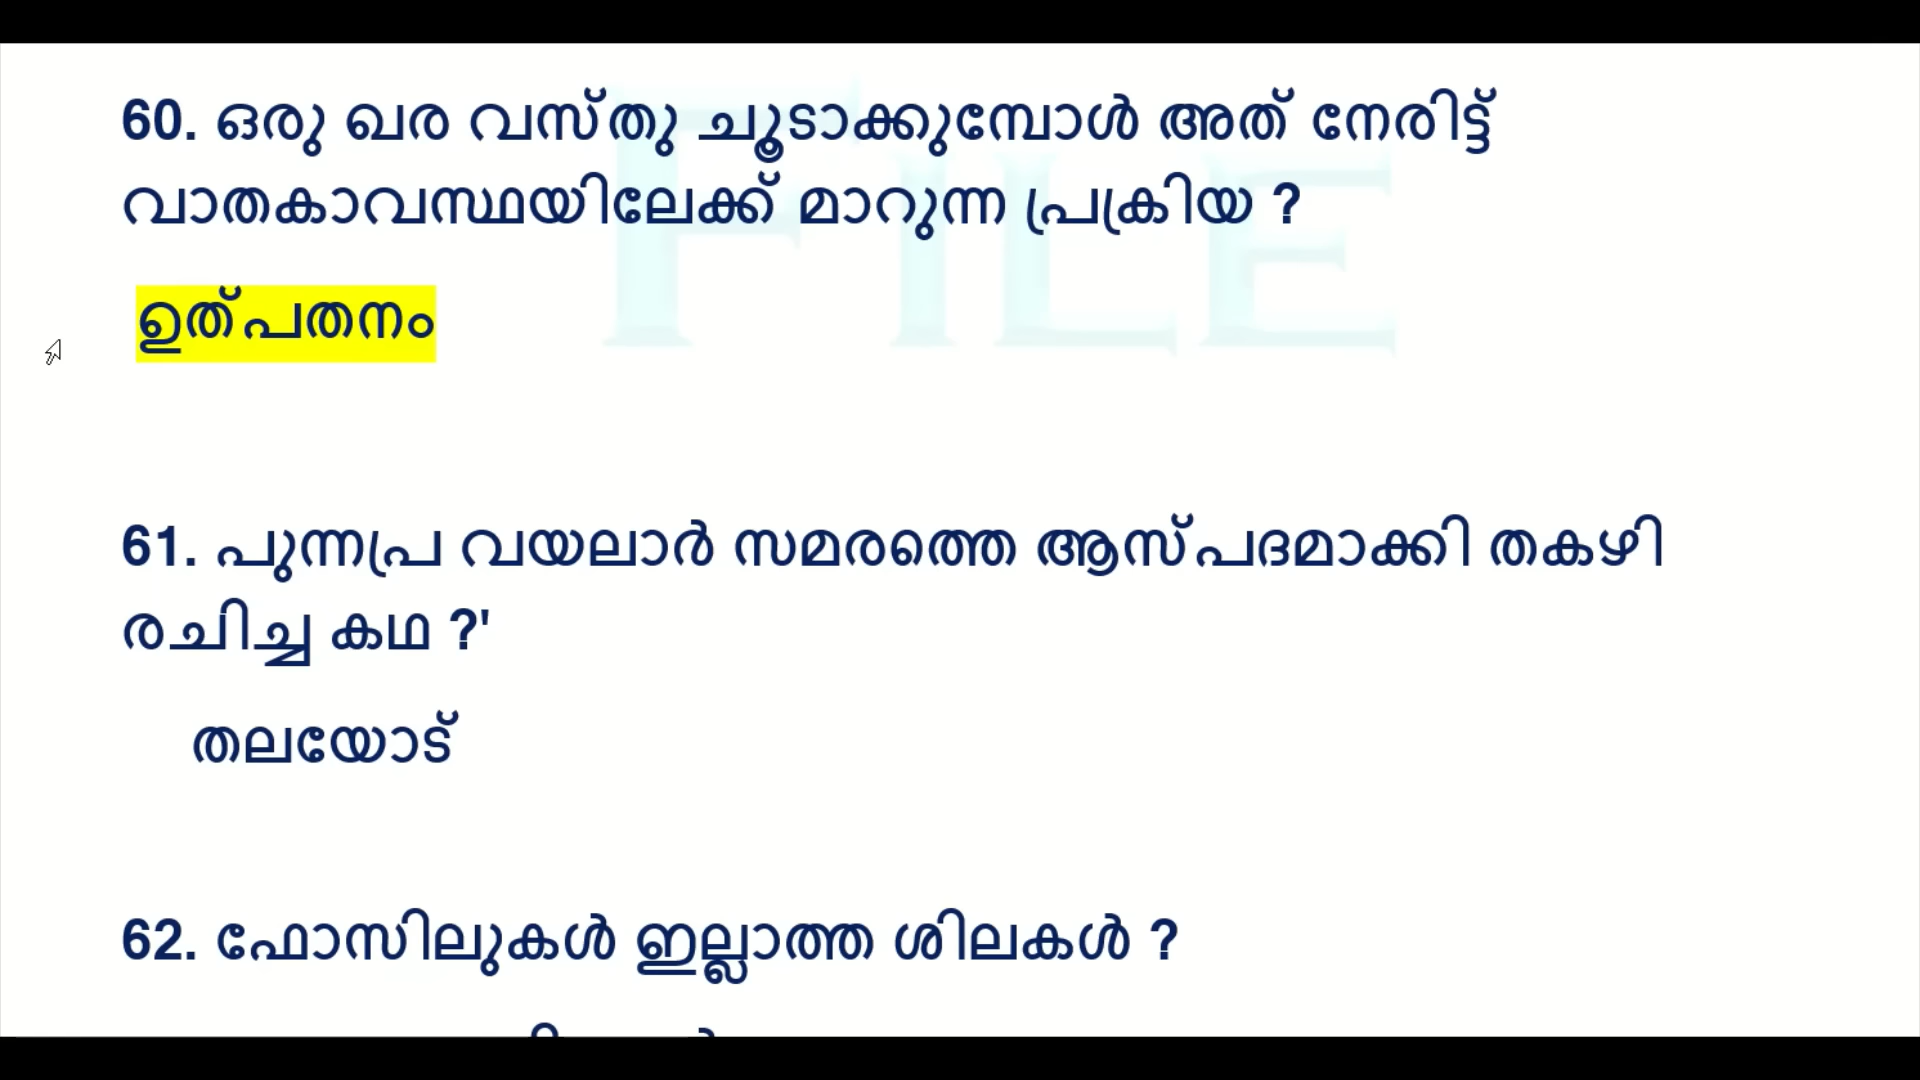 60. ഒരു ഖര വസ്തു ചൂടാക്കുമ്പോൾ അത് നേരിട്ട്
വാതകാവസ്ഥയിലേക്ക് മാറുന്ന പ്രക്രിയ ?
FILE
ഉത്പതനം
61. പുന്നപ്ര വയലാർ സമരത്തെ ആസ്പദമാക്കി തകഴി
രചിച്ച കഥ ?'
തലയോട്
62. ഫോസിലുകൾ ഇല്ലാത്ത ശിലകൾ ?